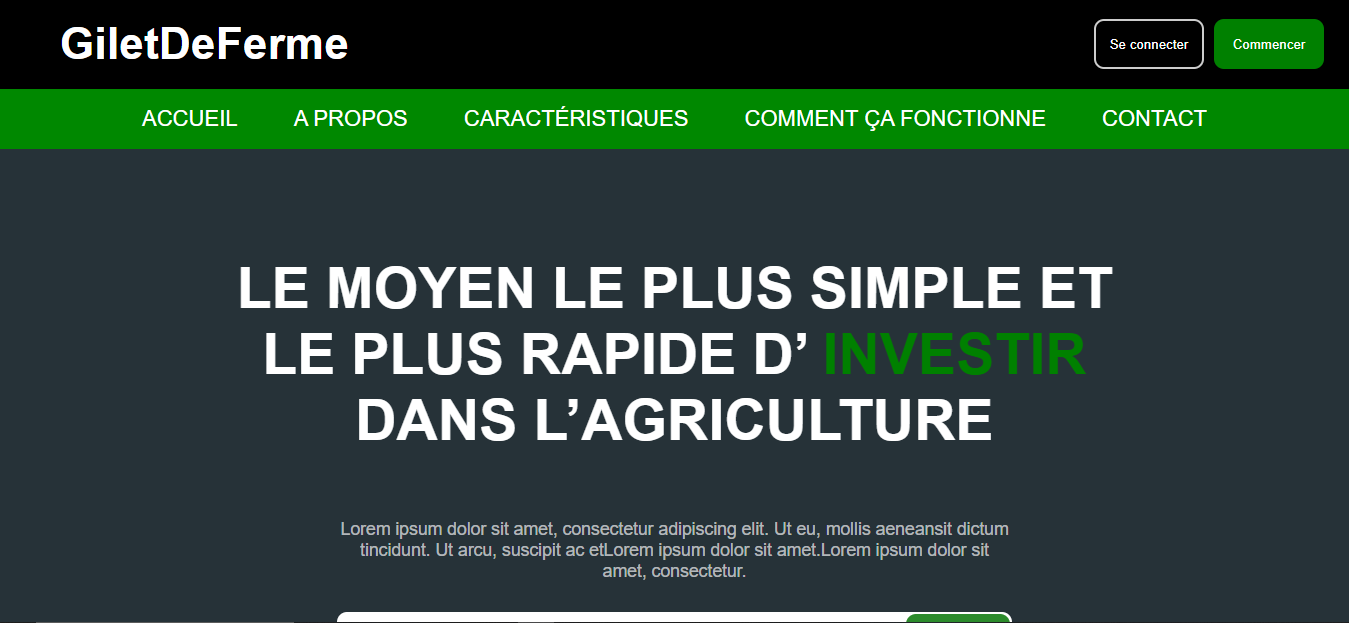 GiletDeFerme
Se connecter
Commencer
ACCUEIL
A PROPOS
CARACTÉRISTIQUES
COMMENT ÇA FONCTIONNE
CONTACT
LE MOYEN LE PLUS SIMPLE ET
LE PLUS RAPIDE D’ INVESTIR
DANS L’AGRICULTURE
Lorem ipsum dolor sit amet, consectetur adipiscing elit. Ut eu, mollis aeneansit dictum
tincidunt. Ut arcu, suscipit ac etLorem ipsum dolor sit amet.Lorem ipsum dolor sit
amet, consectetur.